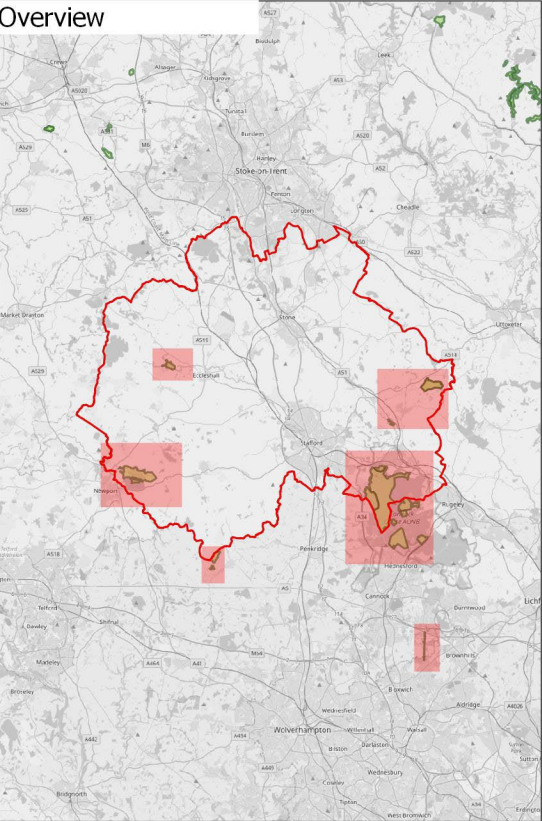 Overview
A527
Biddulph
Leek
Crewe
Alsager
Kidsgrove
A53
A5020
Tunstall
A531
M6
Burslem
A520
A529
Hanley
A52
Stoke-on-Trent
Fenton
Longton
Cheadle
A525
A51
A50
A522
Market Drayton
Stone
Uttoxeter
A519
A518
A51
A529
Eccleshall
Stafford
Newport
A34
Rugeley
Penkridge
A518
Hednesford
A5
Cannock
Telford
Burntwood
Lichf
Dawley
Shifnal
Madeley
A464
A41
M54
Brownhills
Broseley
Bloxwich
Aldridge
A4026
Wednesfield
A442
A454
Wolverhampton
Willenhall
Walsall
Bilston
Darlaston
Sutton
A449
Wednesbury
Coseley
Bridgnorth
Tipton
A34
Erdingto
West Bromwich